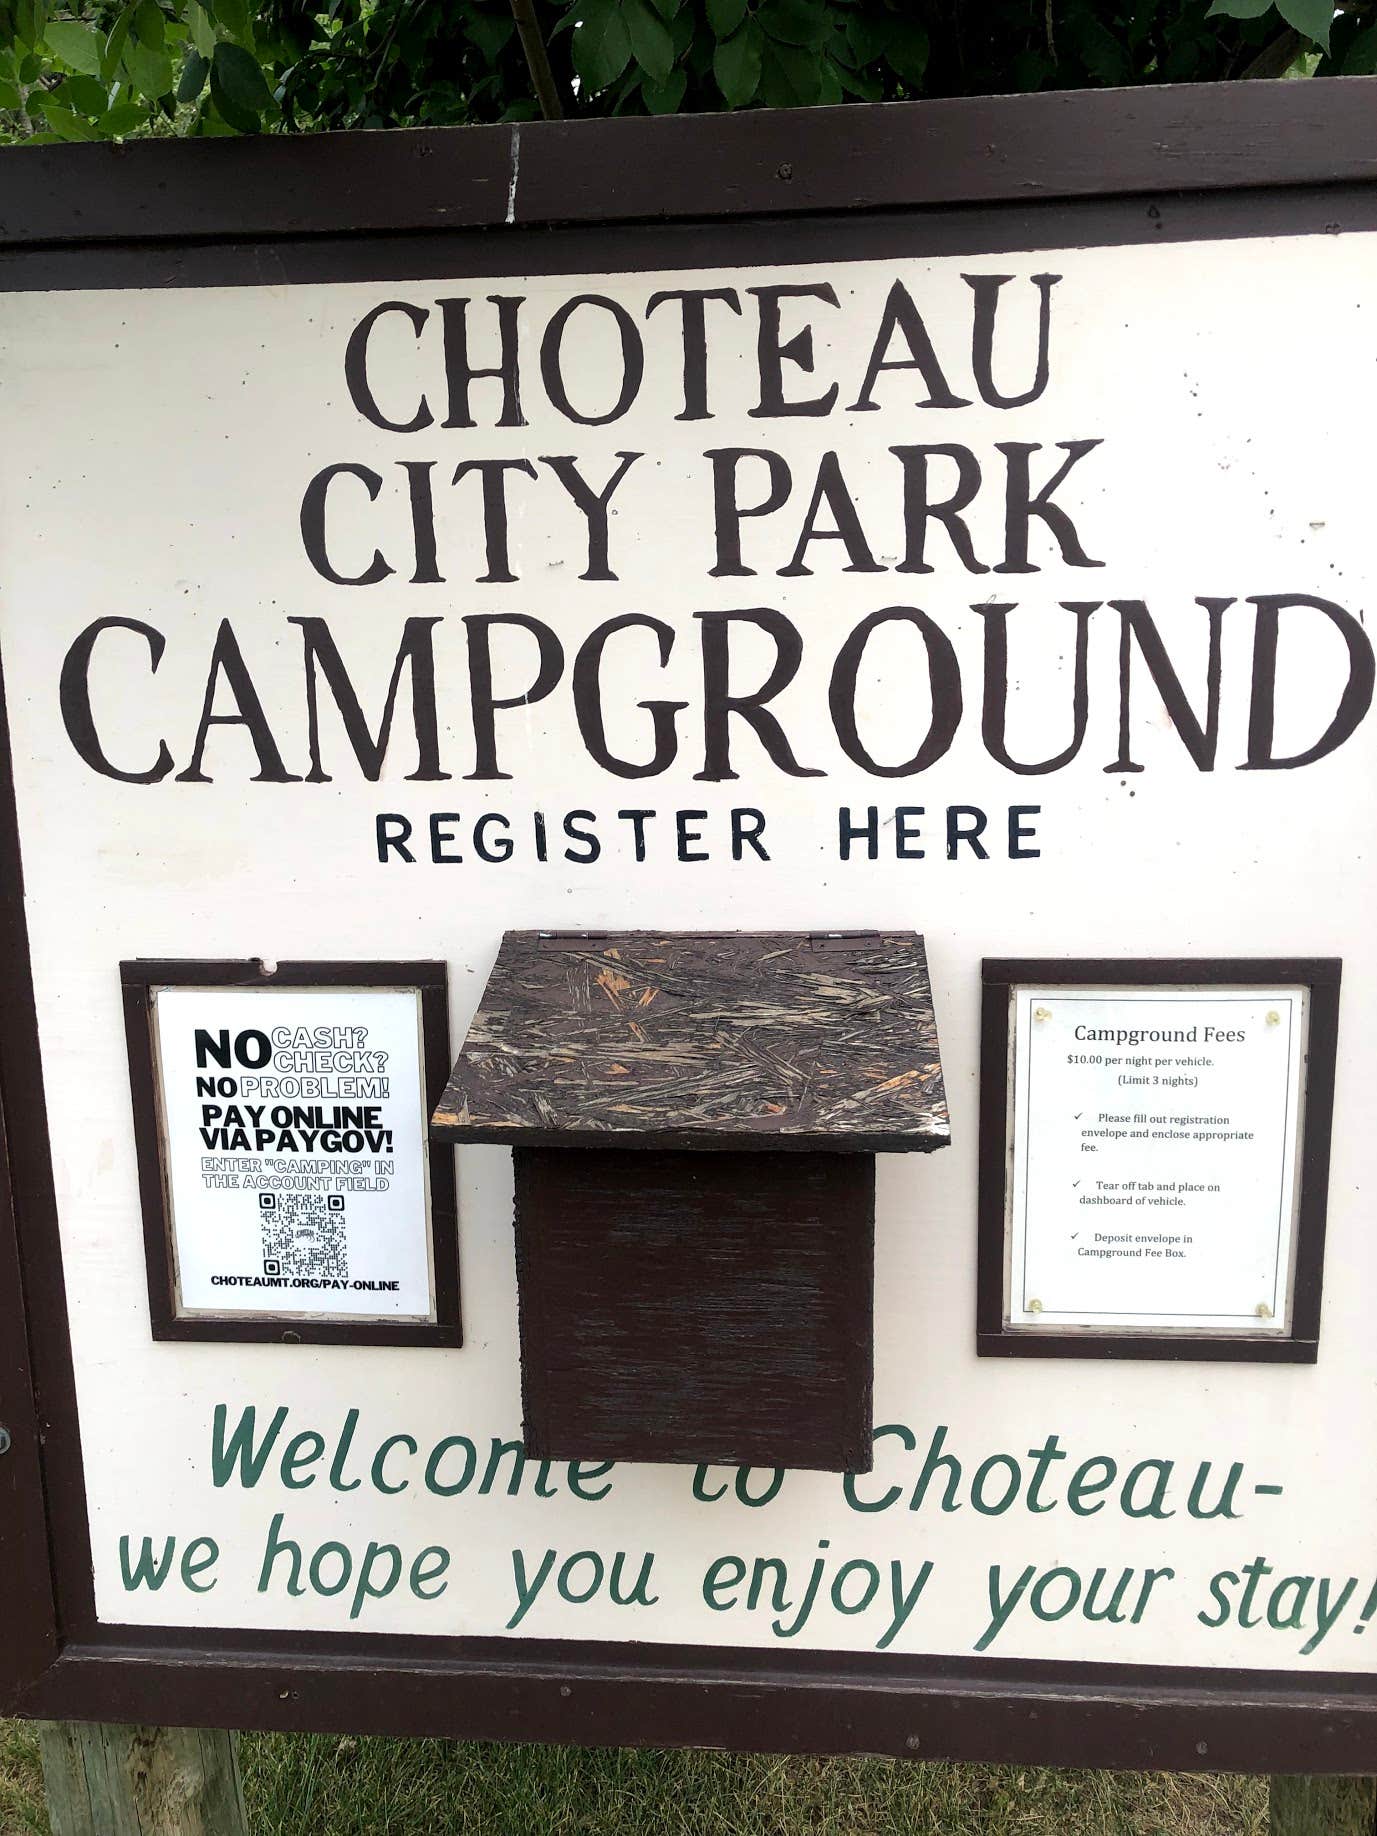 CHOTEAU
CITY PARK
CAMPGROUND
REGISTER HERE
NO CASH?
CHECK?
NO PROBLEM!
PAY ONLINE
VIA PAYGOV!
ENTER "CAMPING" IN
THE ACCOUNT FIELD
CHOTEAUMT.ORG/PAY-ONLINE
Campground Fees
$10.00 per night per vehicle.
(Limit 3 nights)
✓ Please fill out registration
envelope and enclose appropriate
fee.
✓ Tear off tab and place on
dashboard of vehicle.
✓ Deposit envelope in
Campground Fee Box.
Welcome to Choteau-
we hope you enjoy your stay!